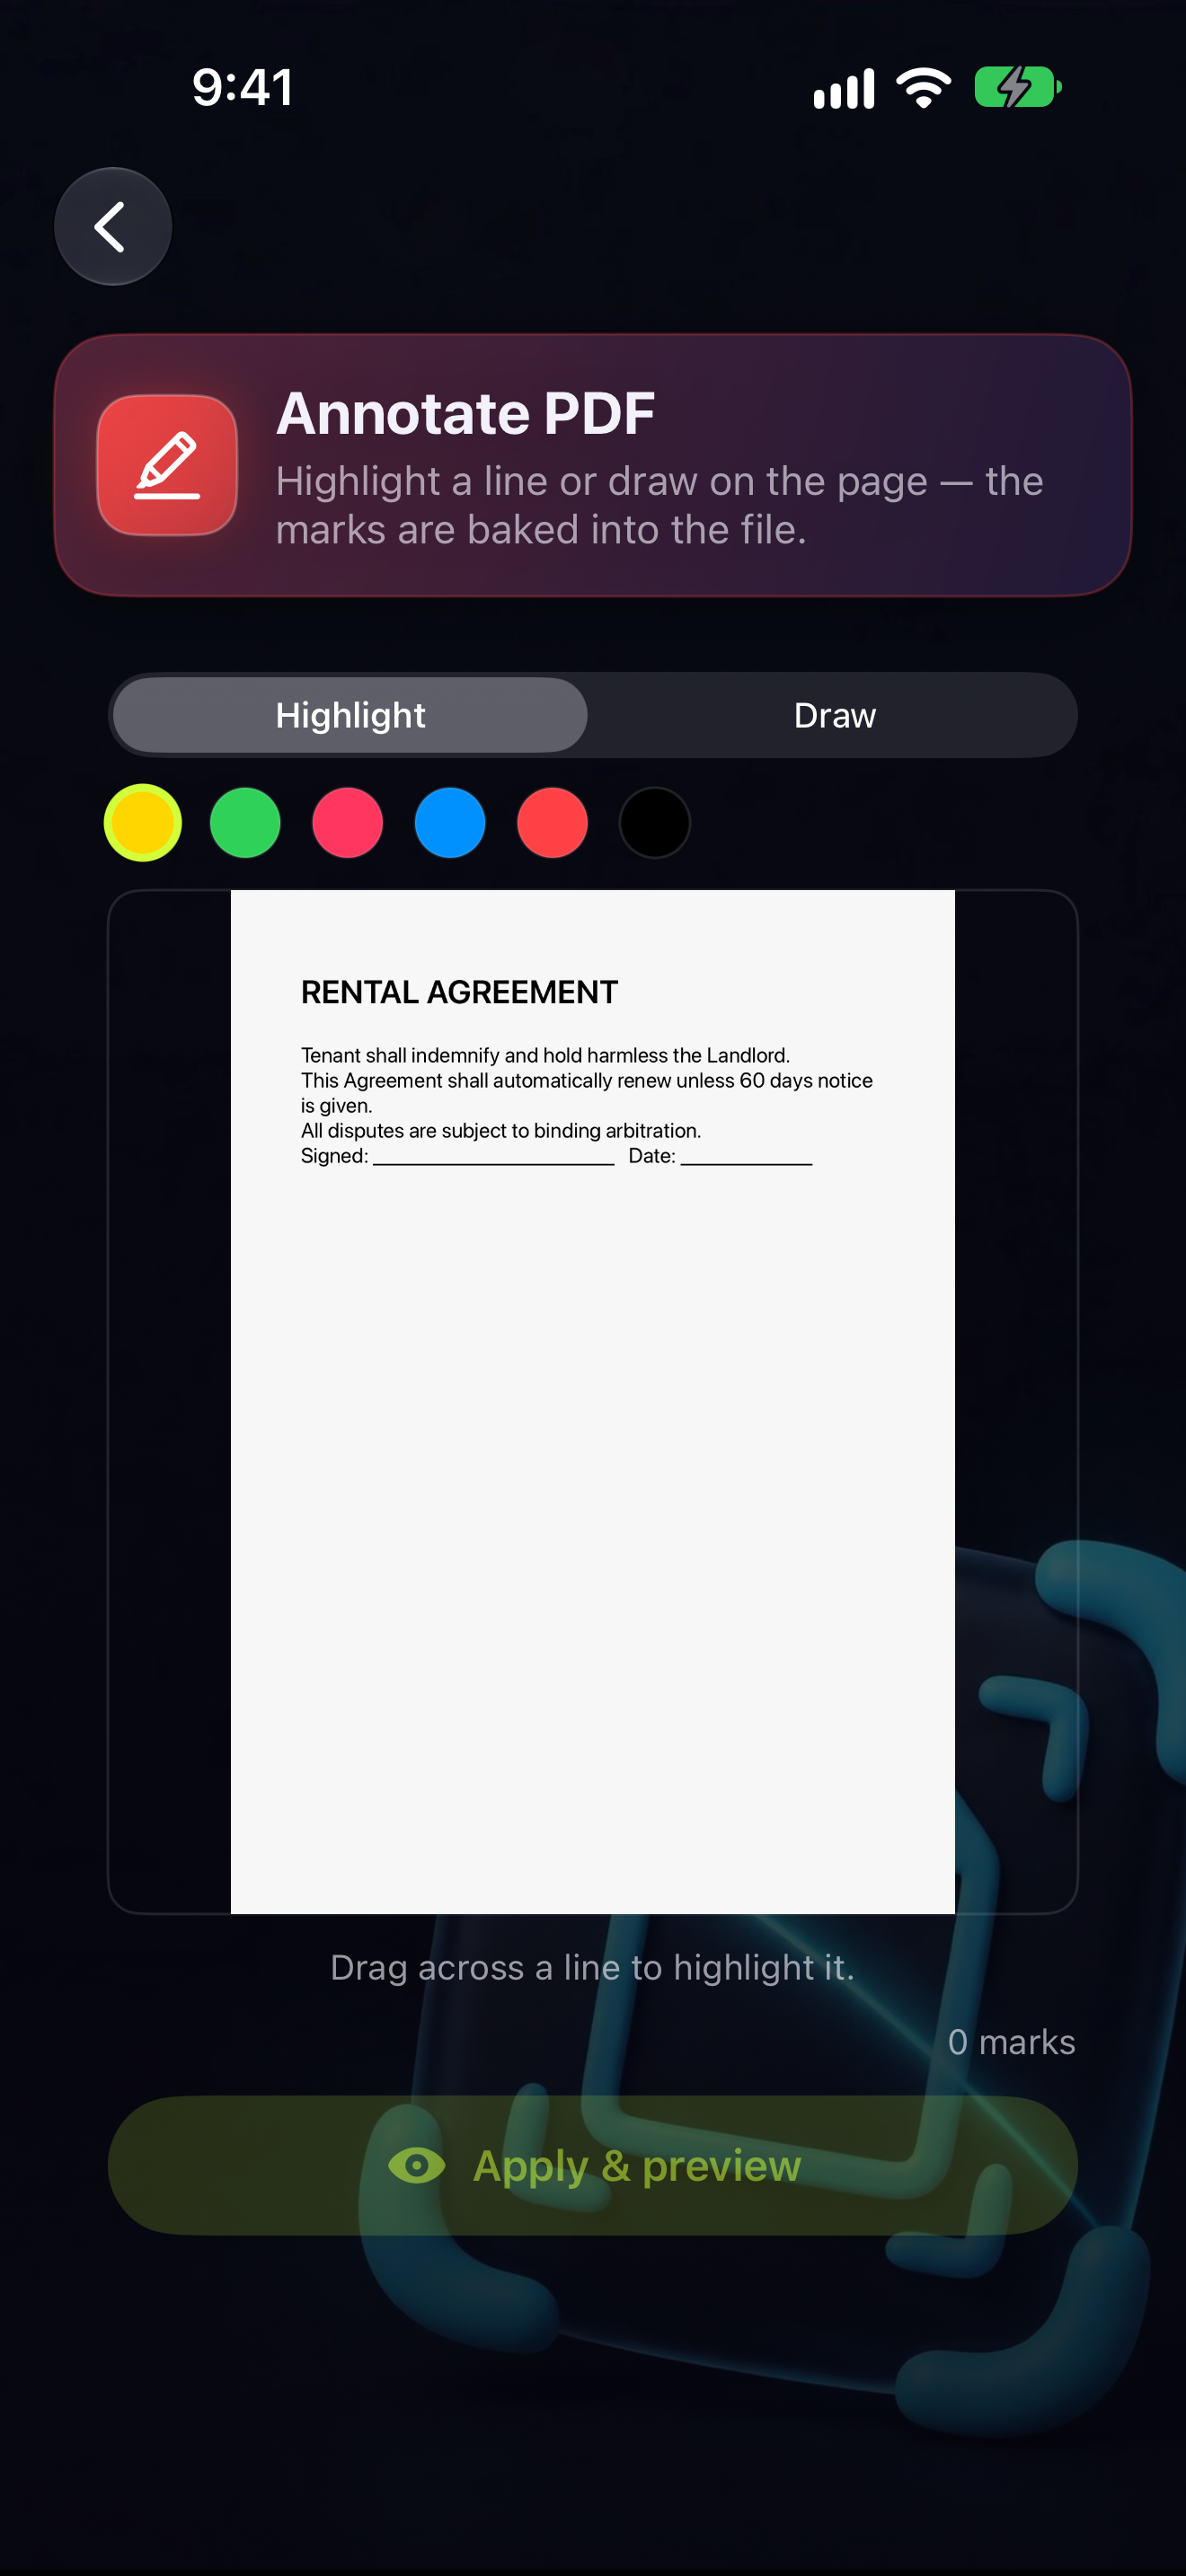 9:41
Annotate PDF
Highlight a line or draw on the page — the
marks are baked into the file.
Highlight
Draw
RENTAL AGREEMENT
Tenant shall indemnify and hold harmless the Landlord.
This Agreement shall automatically renew unless 60 days notice
is given.
All disputes are subject to binding arbitration.
Signed: ______________________ Date: ____________
Drag across a line to highlight it.
0 marks
Apply & preview